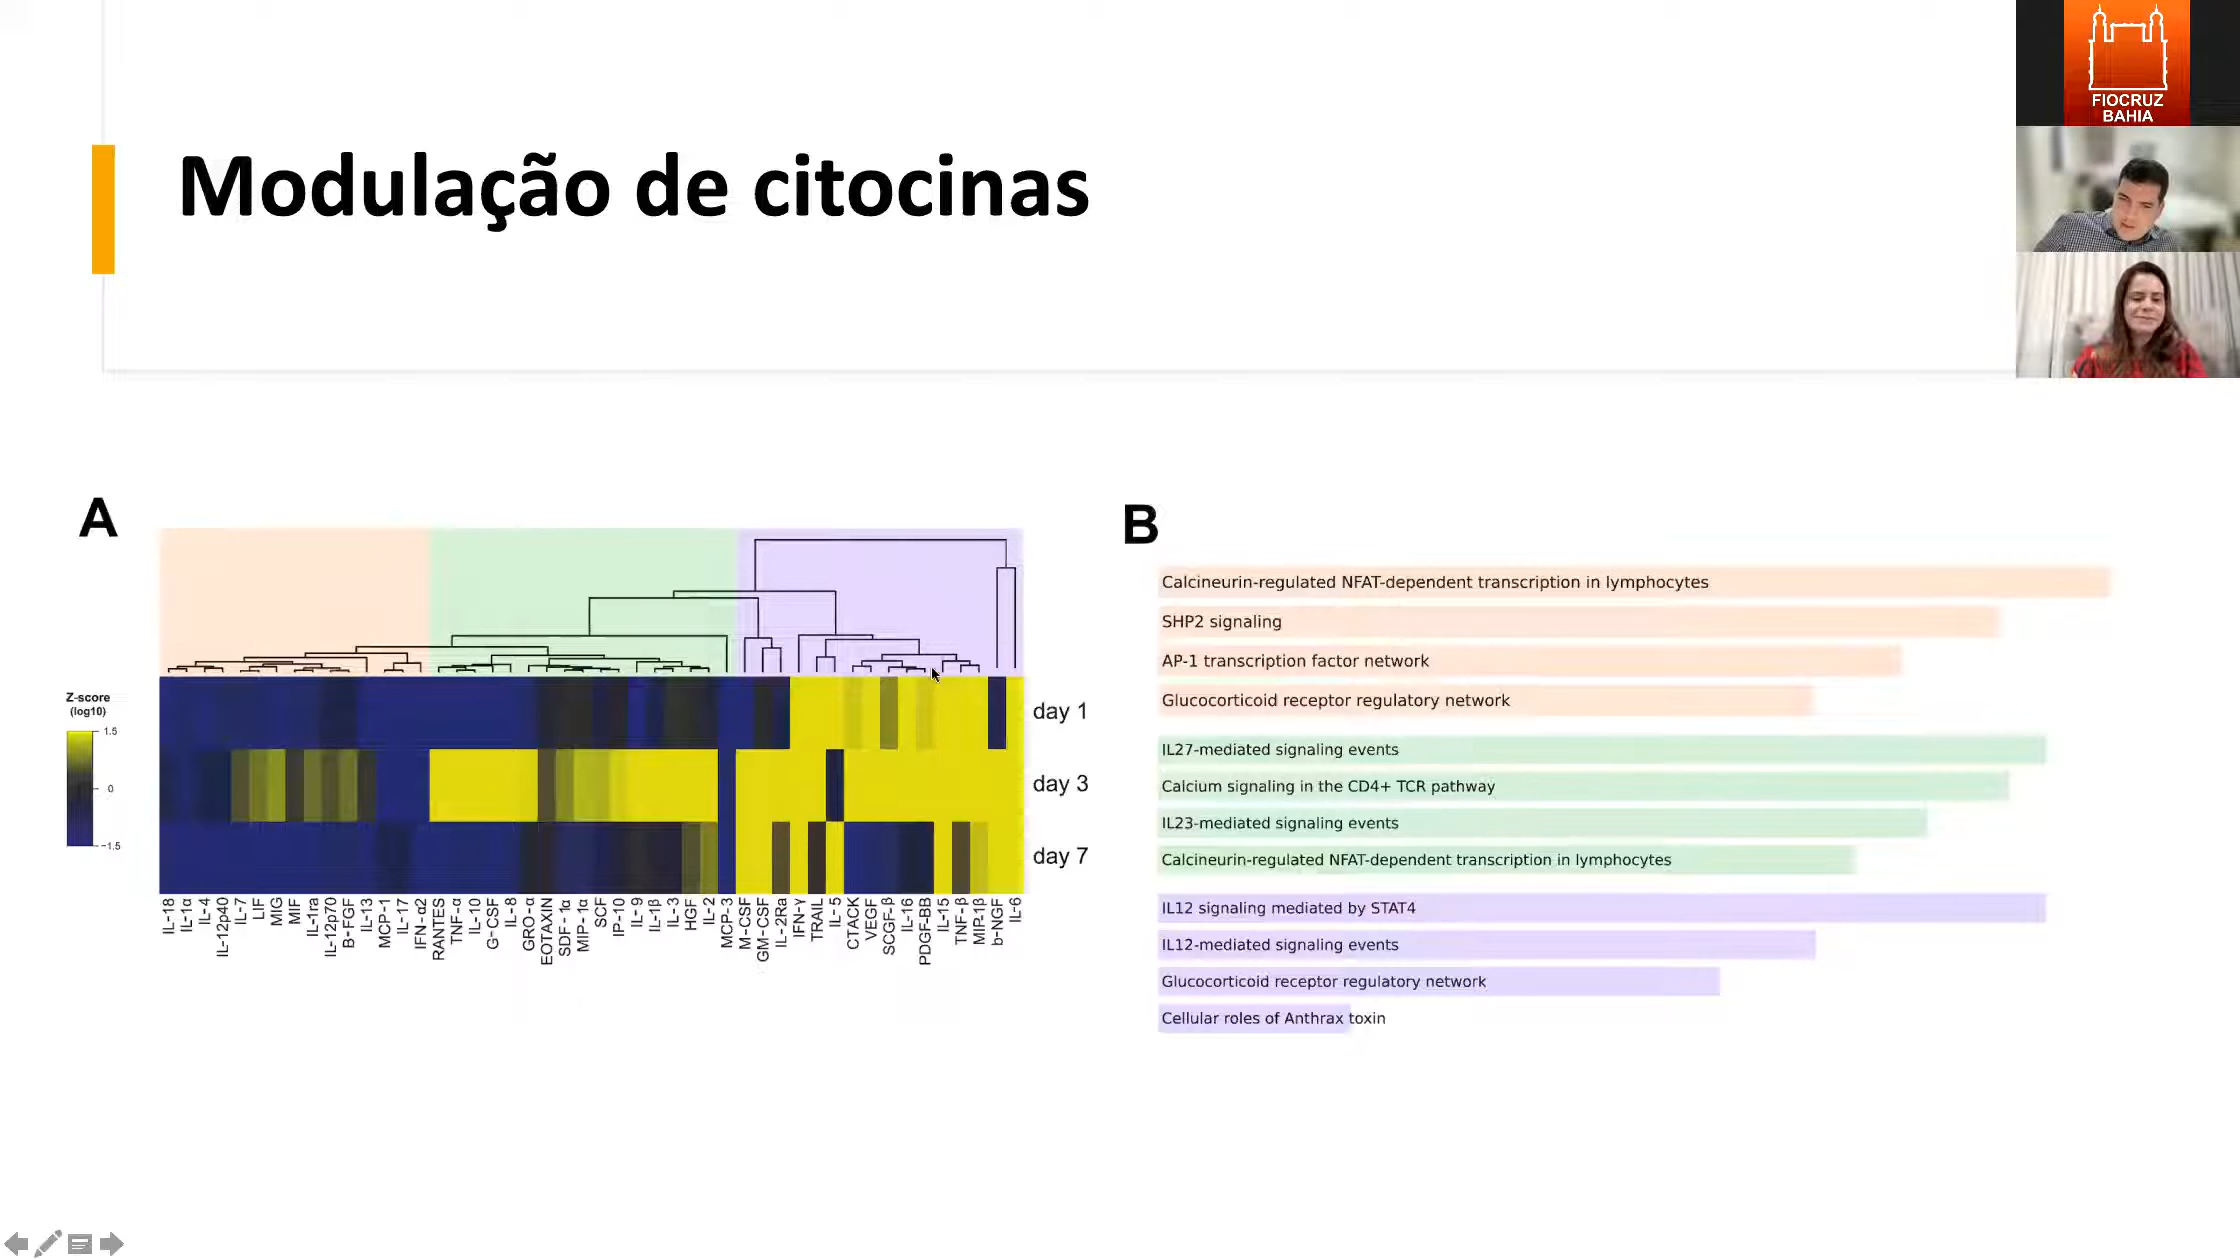 Modulação de citocinas
FIOCRUZ
BAHIA
A
Z-score
(log10)
1.5
0
-1.5
day 1
day 3
day 7
IL-18
IL-1α
IL-4
IL-12p40
IL-7
LIF
MIG
MIF
IL-1ra
IL-12p70
B-FGF
IL-13
MCP-1
IL-17
IFN-α2
RANTES
TNF-α
IL-10
G-CSF
IL-8
GRO-α
EOTAXIN
SDF-1α
MIP-1α
SCF
IP-10
IL-9
IL-1β
IL-3
HGF
IL-2
MCP-3
M-CSF
GM-CSF
IL-2Ra
IFN-γ
TRAIL
IL-5
CTACK
VEGF
SCGF-β
IL-16
PDGF-BB
IL-15
TNF-β
MIP-1β
b-NGF
IL-6
B
Calcineurin-regulated NFAT-dependent transcription in lymphocytes
SHP2 signaling
AP-1 transcription factor network
Glucocorticoid receptor regulatory network
IL27-mediated signaling events
Calcium signaling in the CD4+ TCR pathway
IL23-mediated signaling events
Calcineurin-regulated NFAT-dependent transcription in lymphocytes
IL12 signaling mediated by STAT4
IL12-mediated signaling events
Glucocorticoid receptor regulatory network
Cellular roles of Anthrax toxin